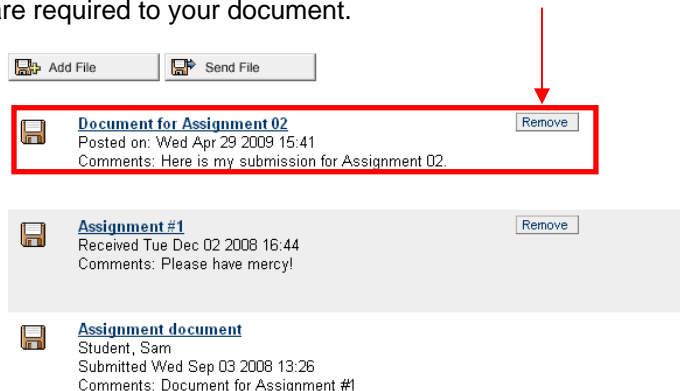 are required to your document.
Add File Send File
Document for Assignment 02 Remove
Posted on: Wed Apr 29 2009 15:41
Comments: Here is my submission for Assignment 02.
Assignment #1 Remove
Received Tue Dec 02 2008 16:44
Comments: Please have mercy!
Assignment document
Student, Sam
Submitted Wed Sep 03 2008 13:26
Comments: Document for Assignment #1